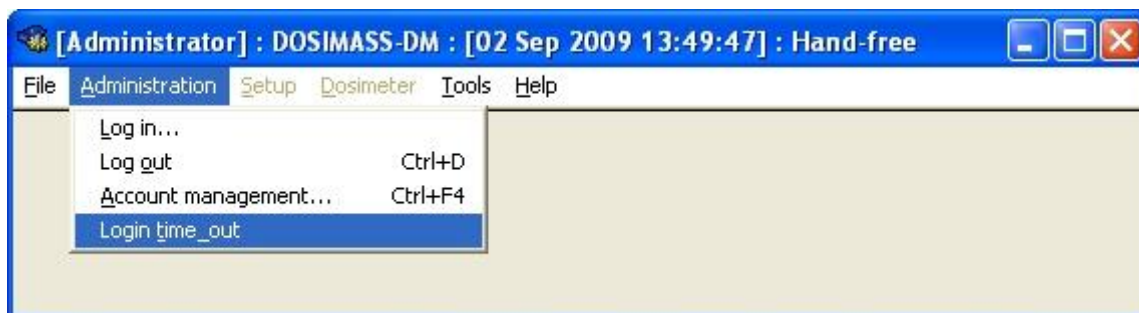 [Administrator] : DOSIMASS-DM : [02 Sep 2009 13:49:47] : Hand-free
File Administration Setup Dosimeter Tools Help
Log in...
Log out Ctrl+D
Account management... Ctrl+F4
Login time_out